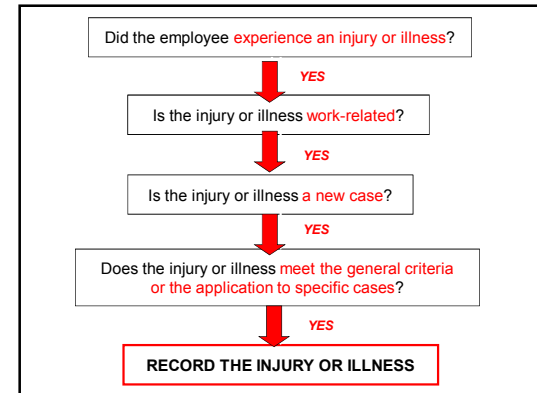 Did the employee experience an injury or illness?
YES
Is the injury or illness work-related?
YES
Is the injury or illness a new case?
YES
Does the injury or illness meet the general criteria
or the application to specific cases?
YES
RECORD THE INJURY OR ILLNESS